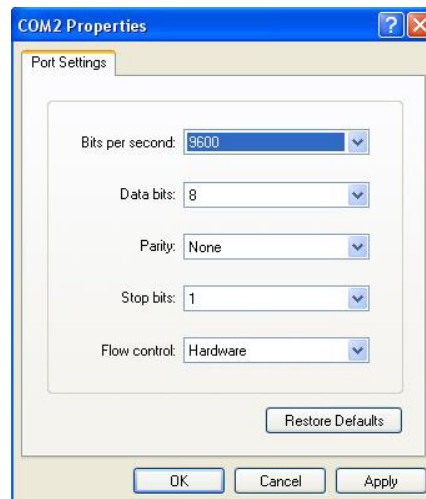 COM2 Properties
Port Settings
Bits per second: 9600
Data bits: 8
Parity: None
Stop bits: 1
Flow control: Hardware
Restore Defaults
OK Cancel Apply